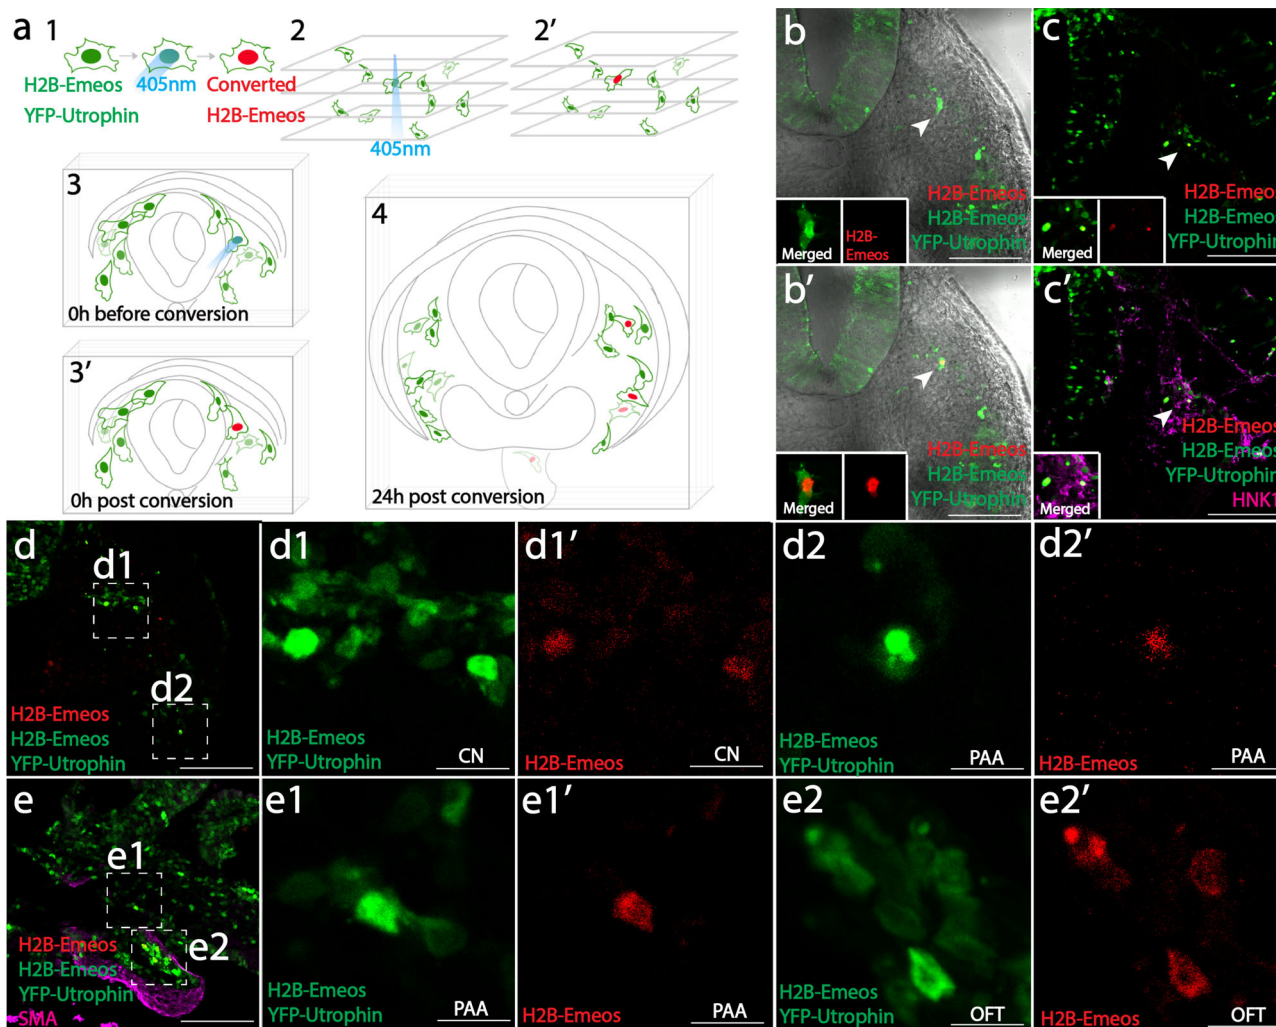 a
1
2
2′
H2B-Emeos
YFP-Utrophin
405nm
Converted
H2B-Emeos
405nm
3
0h before conversion
3′
0h post conversion
4
24h post conversion
b
H2B-Emeos
H2B-Emeos
YFP-Utrophin
Merged
H2B-
Emeos
c
H2B-Emeos
H2B-Emeos
YFP-Utrophin
Merged
b′
H2B-Emeos
H2B-Emeos
YFP-Utrophin
Merged
c′
H2B-Emeos
H2B-Emeos
YFP-Utrophin
HNK1
Merged
d
d1
d2
H2B-Emeos
H2B-Emeos
YFP-Utrophin
d1
H2B-Emeos
YFP-Utrophin
CN
d1′
H2B-Emeos
CN
d2
H2B-Emeos
YFP-Utrophin
PAA
d2′
H2B-Emeos
PAA
e
e1
e2
H2B-Emeos
H2B-Emeos
YFP-Utrophin
SMA
e1
H2B-Emeos
YFP-Utrophin
PAA
e1′
H2B-Emeos
PAA
e2
H2B-Emeos
YFP-Utrophin
OFT
e2′
H2B-Emeos
OFT